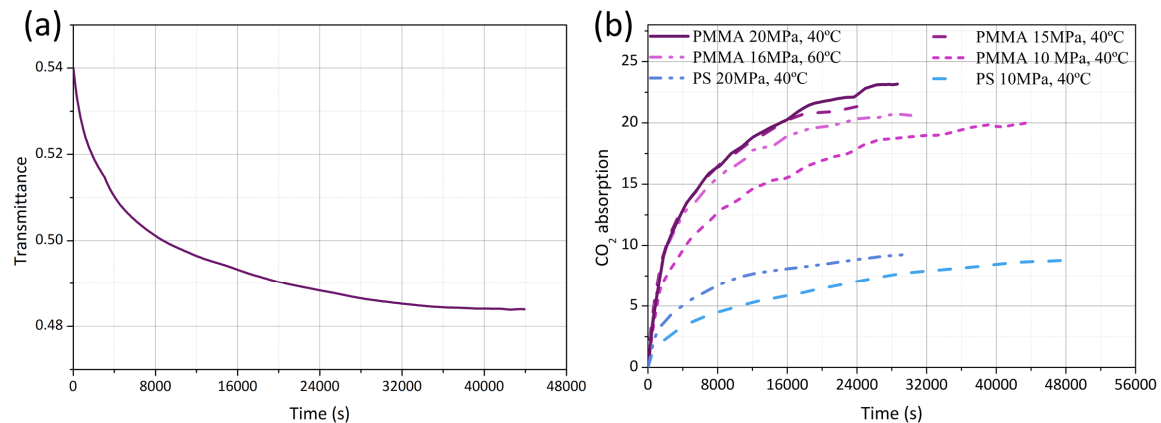 (a)
0.54
0.52
0.50
0.48
Transmittance
0 8000 16000 24000 32000 40000 48000
Time (s)
(b)
PMMA 20MPa, 40ºC
PMMA 15MPa, 40ºC
PMMA 16MPa, 60ºC
PMMA 10 MPa, 40ºC
PS 20MPa, 40ºC
PS 10MPa, 40ºC
25
20
15
10
5
0
CO2 absorption
0 8000 16000 24000 32000 40000 48000 56000
Time (s)